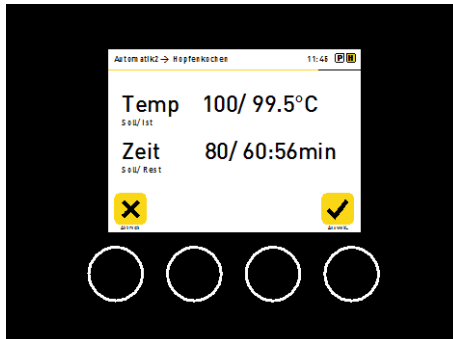 Automatik2→ Hopfenkochen 11:46 P H
Temp 100/ 99.5°C
Soll/Ist
Zeit 80/ 60:56min
Soll/Rest